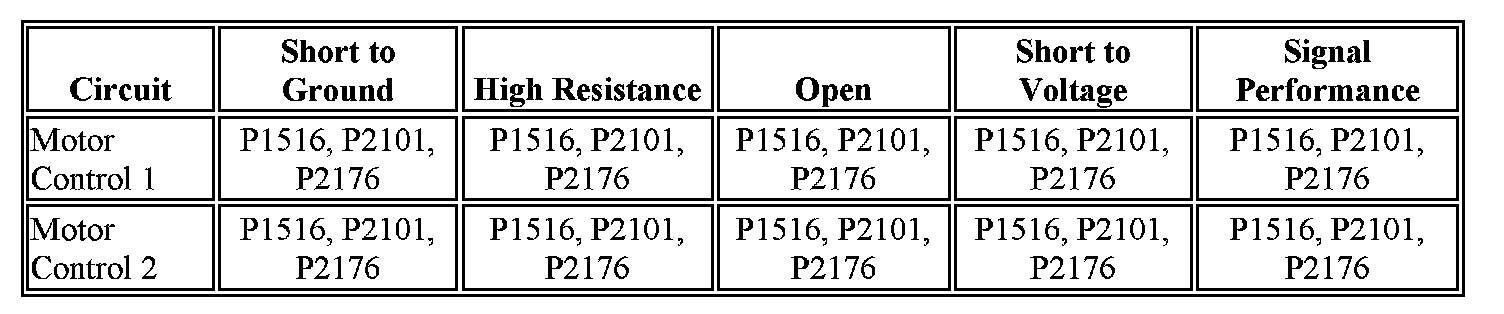 Circuit
Short to
Ground
High Resistance
Open
Short to
Voltage
Signal
Performance
Motor
Control 1
P1516, P2101,
P2176
P1516, P2101,
P2176
P1516, P2101,
P2176
P1516, P2101,
P2176
P1516, P2101,
P2176
Motor
Control 2
P1516, P2101,
P2176
P1516, P2101,
P2176
P1516, P2101,
P2176
P1516, P2101,
P2176
P1516, P2101,
P2176